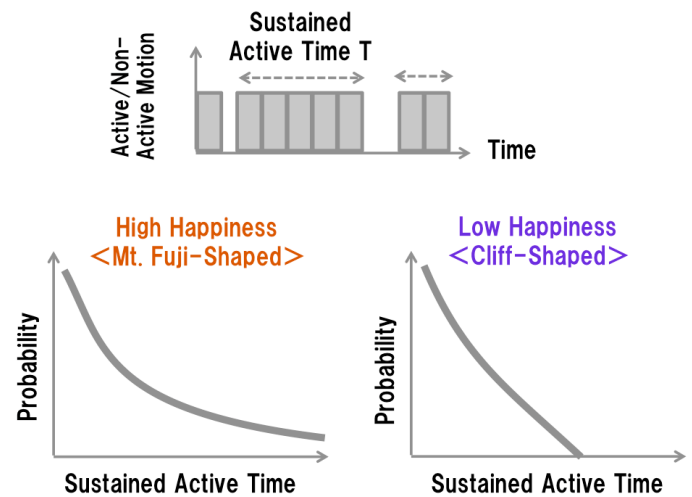 Sustained
Active Time T
Active/Non-
Active Motion
Time
High Happiness
<Mt. Fuji-Shaped>
Probability
Sustained Active Time
Low Happiness
<Cliff-Shaped>
Probability
Sustained Active Time